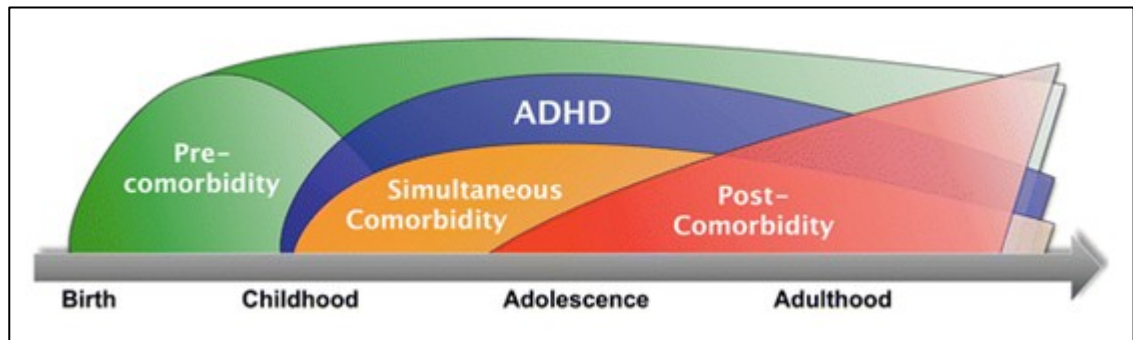 ADHD
Pre-
comorbidity
Simultaneous
Comorbidity
Post-
Comorbidity
Birth
Childhood
Adolescence
Adulthood